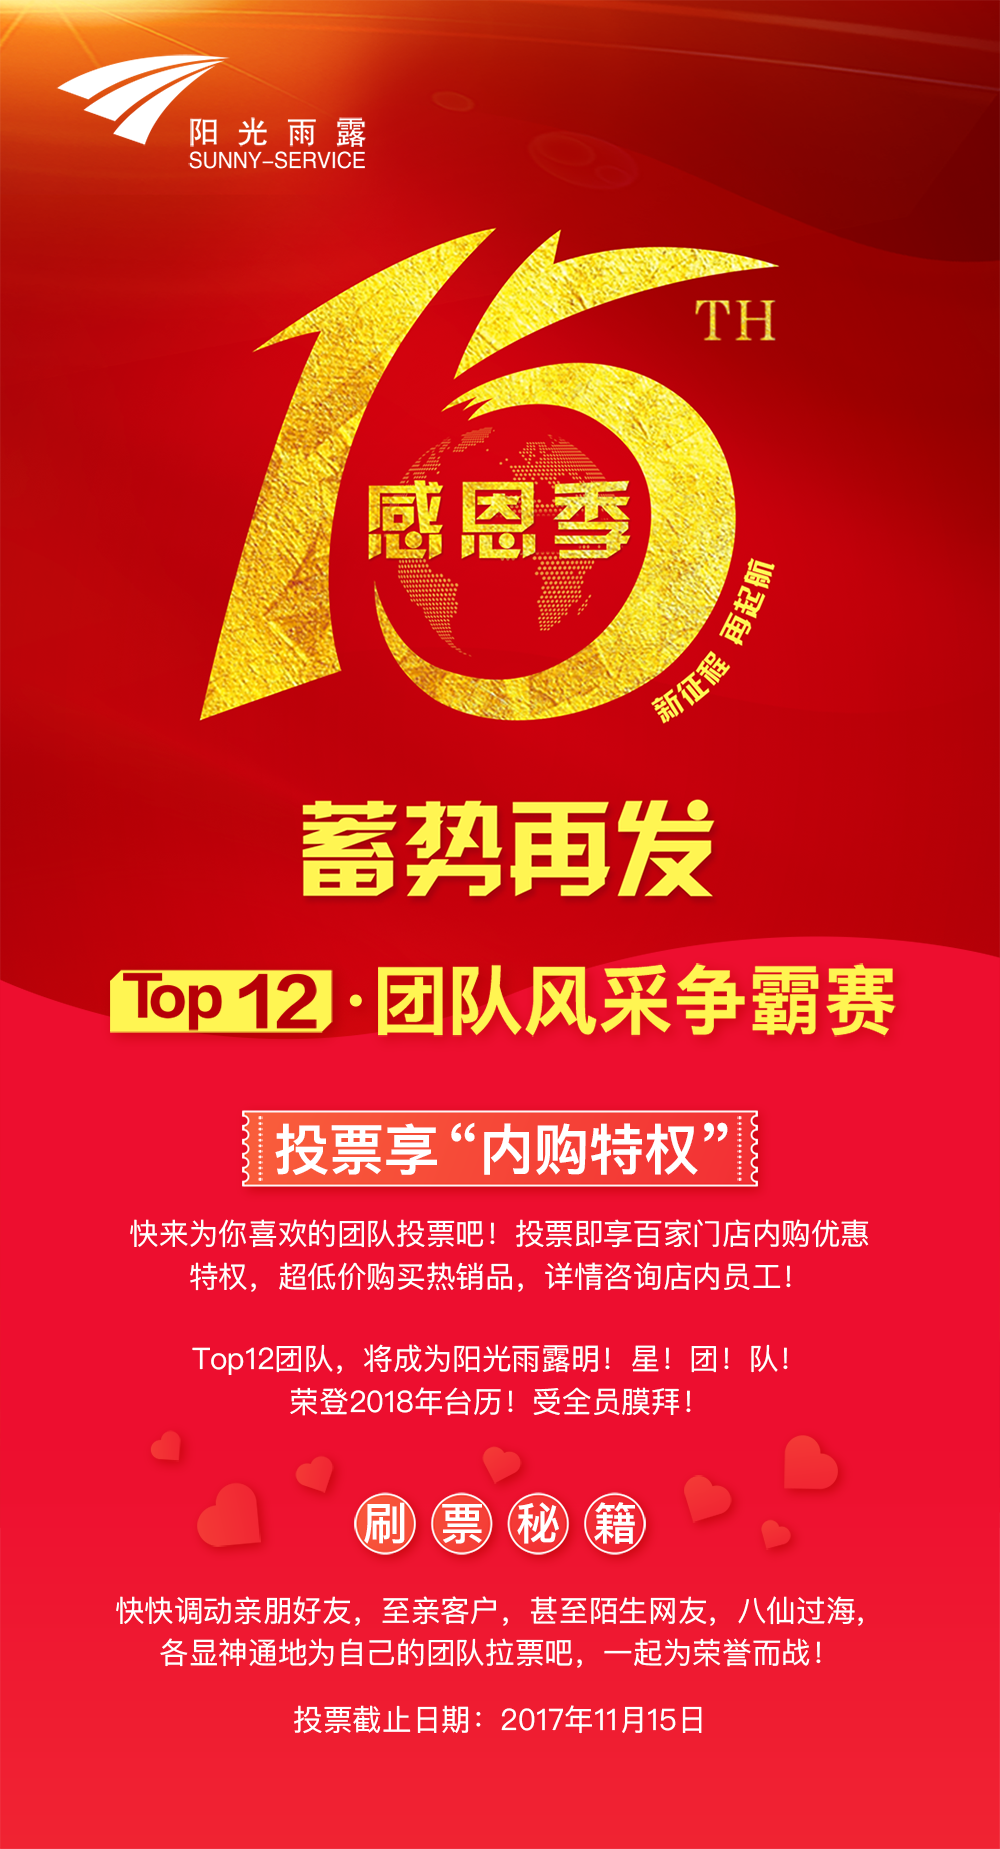 阳光雨露
SUNNY-SERVICE
15
TH
感恩季
新征程 再起航
蓄势再发
Top 12·团队风采争霸赛
投票享“内购特权”
快来为你喜欢的团队投票吧！投票即享百家门店内购优惠
特权，超低价购买热销品，详情咨询店内员工！
Top12团队，将成为阳光雨露明！星！团！队！
荣登2018年台历！受全员膜拜！
刷票秘籍
快快调动亲朋好友，至亲客户，甚至陌生网友，八仙过海，
各显神通地为自己的团队拉票吧，一起为荣誉而战！
投票截止日期：2017年11月15日